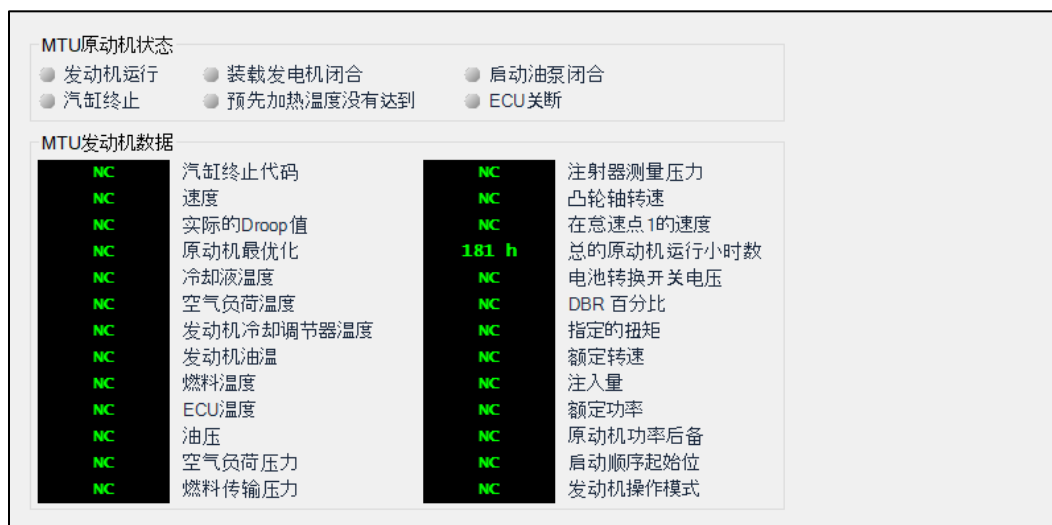 MTU原动机状态
发动机运行 装载发电机闭合 启动油泵闭合
汽缸终止 预先加热温度没有达到 ECU关断
MTU发动机数据
NC 汽缸终止代码 NC 注射器测量压力
NC 速度 NC 凸轮轴转速
NC 实际的Droop值 NC 在怠速点1的速度
NC 原动机最优化 181 h 总的原动机运行小时数
NC 冷却液温度 NC 电池转换开关电压
NC 空气负荷温度 NC DBR 百分比
NC 发动机冷却调节器温度 NC 指定的扭矩
NC 发动机油温 NC 额定转速
NC 燃料温度 NC 注入量
NC ECU温度 NC 额定功率
NC 油压 NC 原动机功率后备
NC 空气负荷压力 NC 启动顺序起始位
NC 燃料传输压力 NC 发动机操作模式